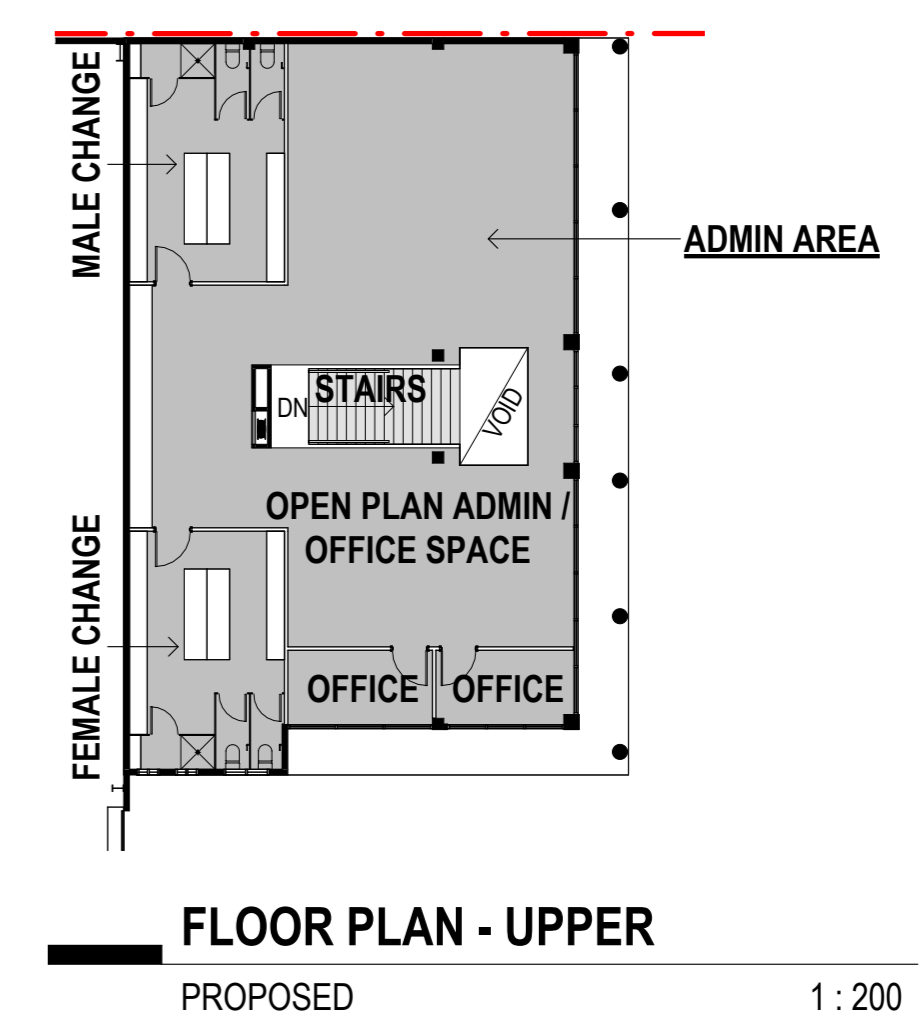 MALE CHANGE
ADMIN AREA
STAIRS
DN
VOID
OPEN PLAN ADMIN /
OFFICE SPACE
FEMALE CHANGE
OFFICE
OFFICE
FLOOR PLAN - UPPER
PROPOSED
1 : 200